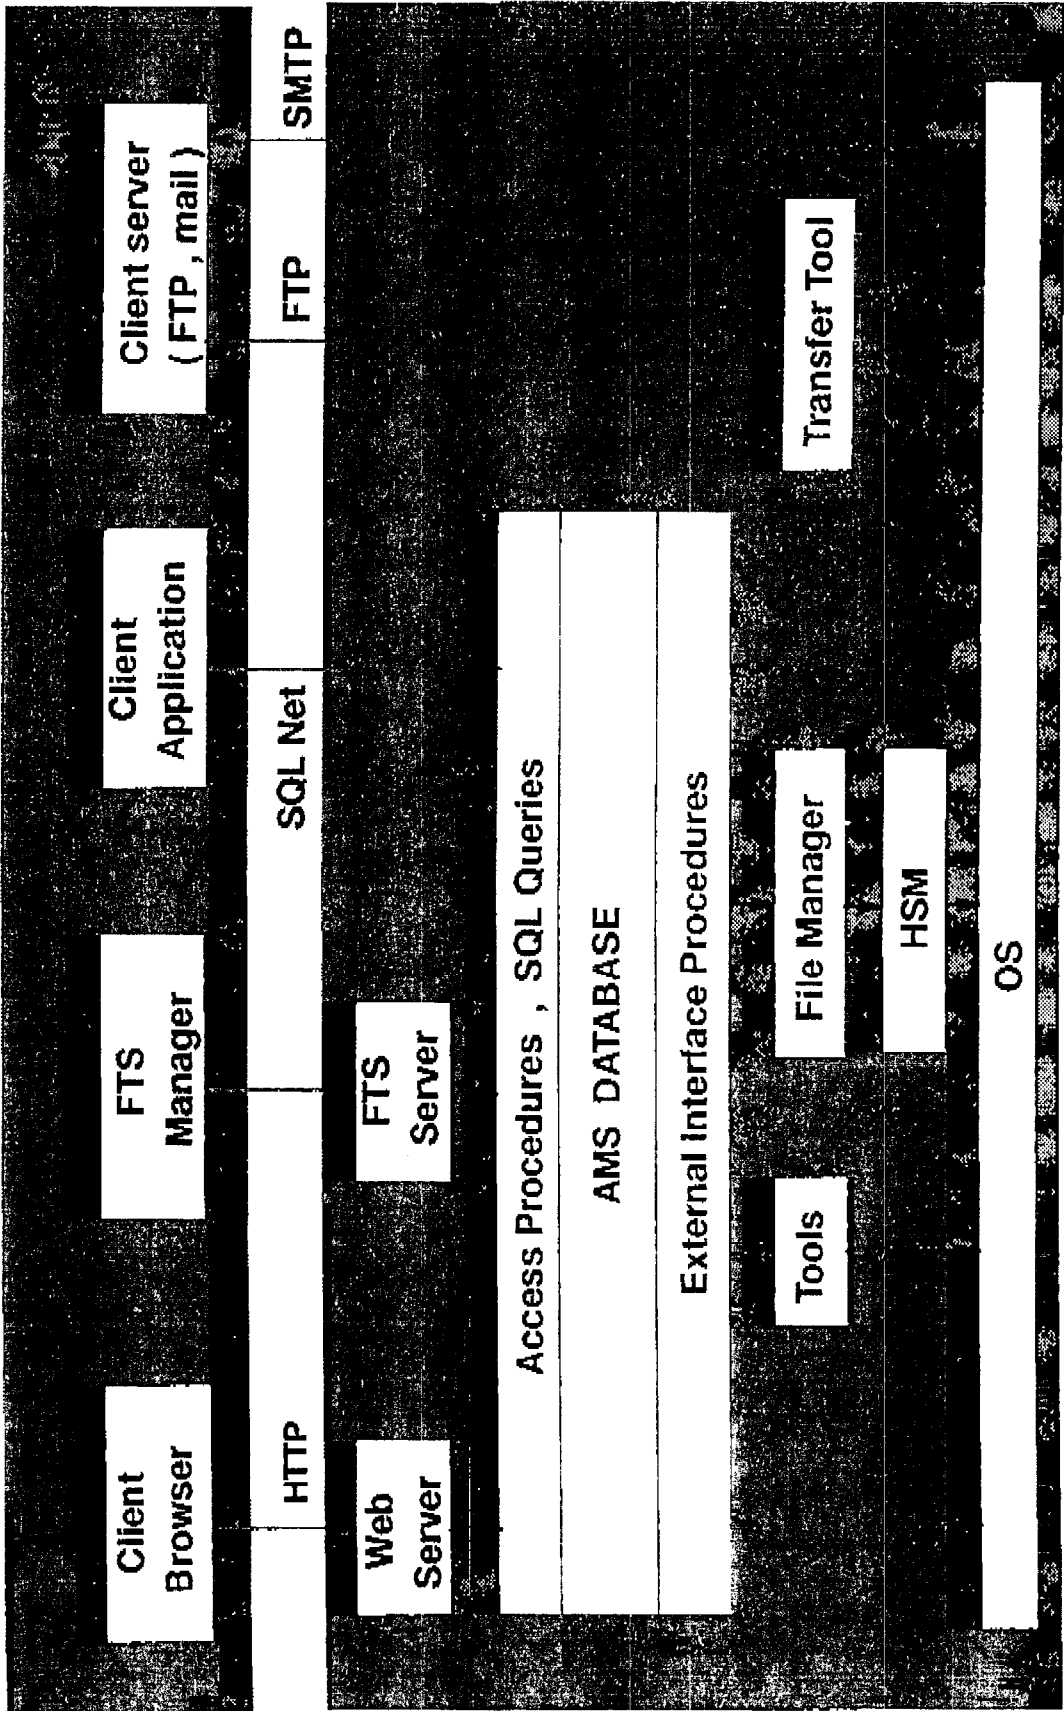 Client
Browser
FTS
Manager
Client
Application
Client server
( FTP , mail )
HTTP
SQL Net
FTP
SMTP
Web
Server
FTS
Server
Access Procedures , SQL Queries
AMS DATABASE
External Interface Procedures
Tools
File Manager
Transfer Tool
HSM
OS